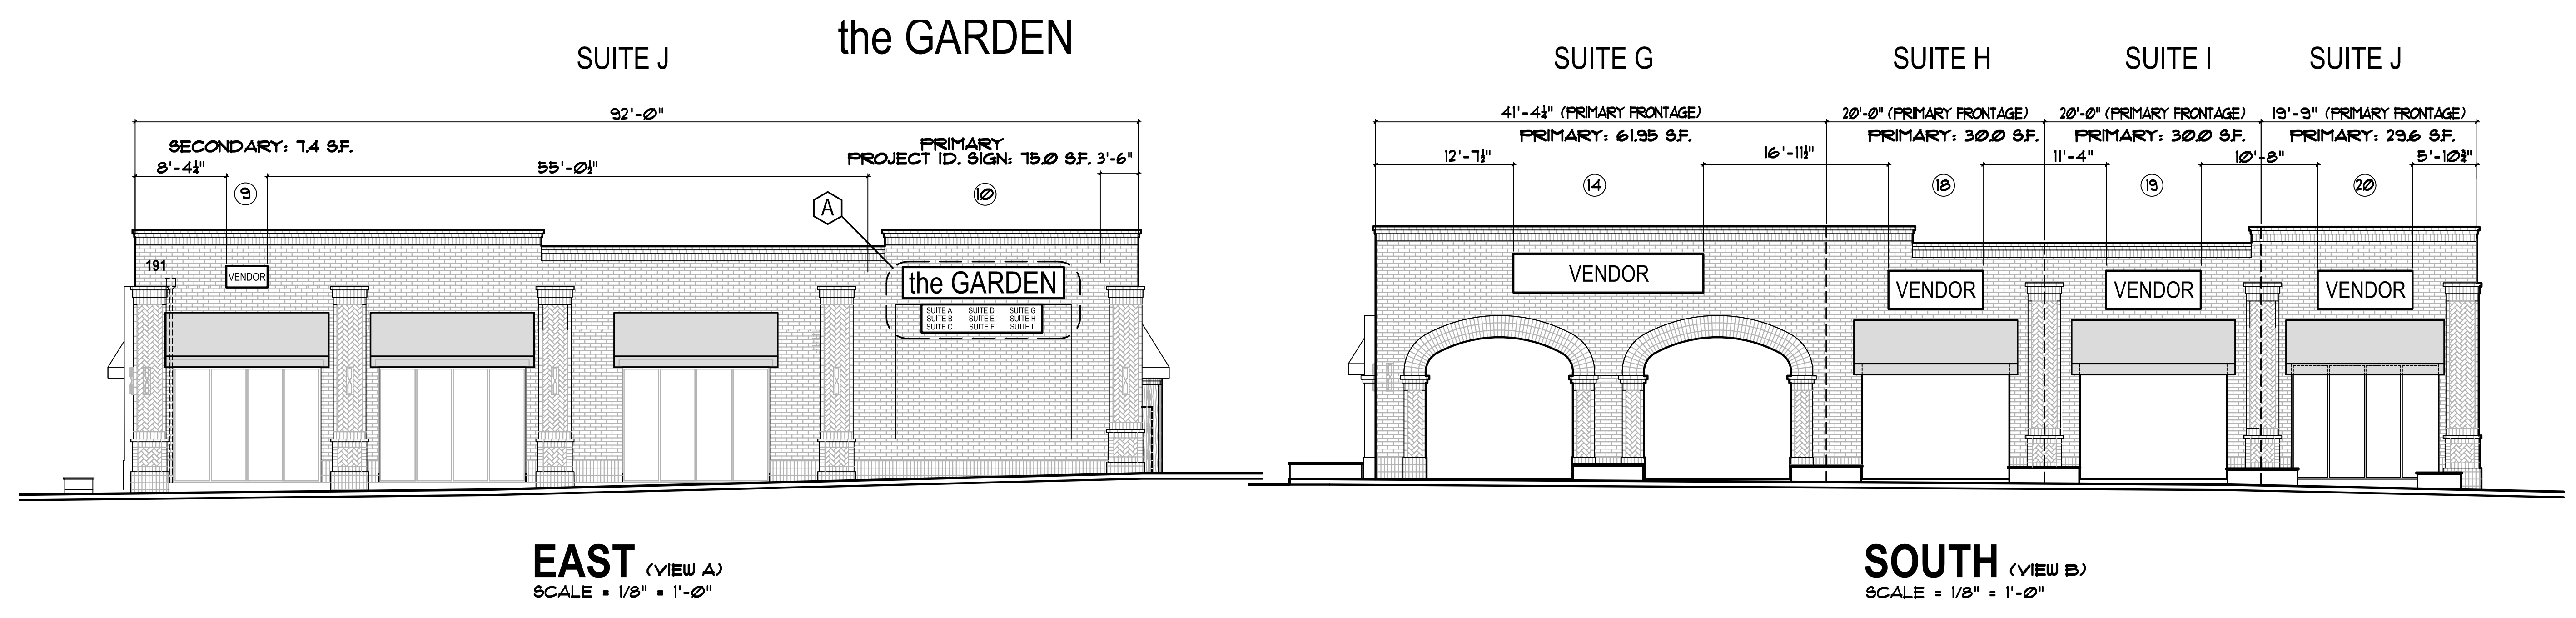 the GARDEN
SUITE J
92'-0"
SECONDARY: 7.4 S.F.
PRIMARY
PROJECT ID. SIGN: 75.0 S.F.
3'-6"
8'-4¼"
9
55'-0½"
10
A
191
VENDOR
the GARDEN
SUITE A SUITE D SUITE G
SUITE B SUITE E SUITE H
SUITE C SUITE F SUITE I
EAST (VIEW A)
SCALE = 1/8" = 1'-0"
SUITE G SUITE H SUITE I SUITE J
41'-4¼" (PRIMARY FRONTAGE) 20'-0" (PRIMARY FRONTAGE) 20'-0" (PRIMARY FRONTAGE) 19'-9" (PRIMARY FRONTAGE)
PRIMARY: 61.95 S.F. PRIMARY: 30.0 S.F. PRIMARY: 30.0 S.F. PRIMARY: 29.6 S.F.
12'-7½" 16'-11½" 11'-4" 10'-8" 5'-10¾"
14 18 19 20
VENDOR VENDOR VENDOR VENDOR
SOUTH (VIEW B)
SCALE = 1/8" = 1'-0"